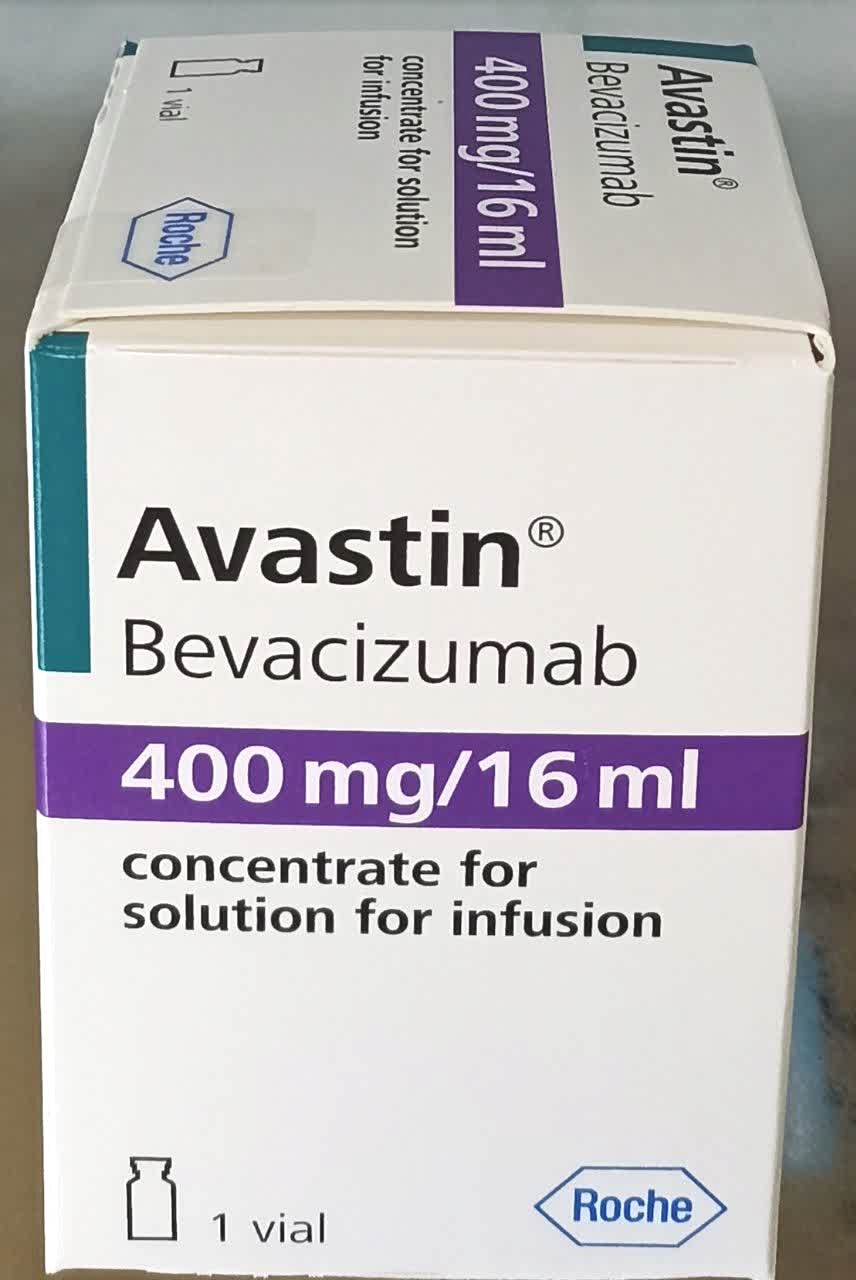 Avastin®
Bevacizumab
400 mg/16 ml
concentrate for solution
for infusion
1 vial
Roche
Avastin®
Bevacizumab
400 mg/16 ml
concentrate for
solution for infusion
1 vial
Roche